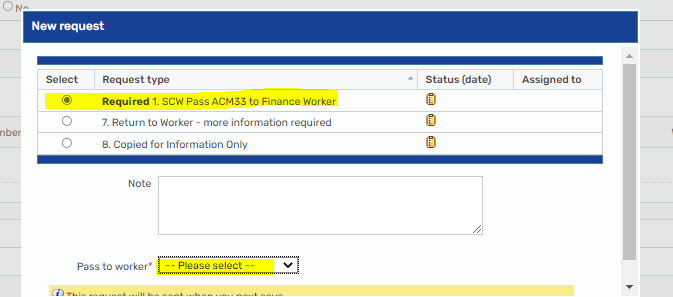 No
New request
Select Request type Status (date) Assigned to
Required 1. SCW Pass ACM33 to Finance Worker
7. Return to Worker - more information required
8. Copied for Information Only
Note
mber
Pass to worker* -- Please select --
This request will be sent when you next save